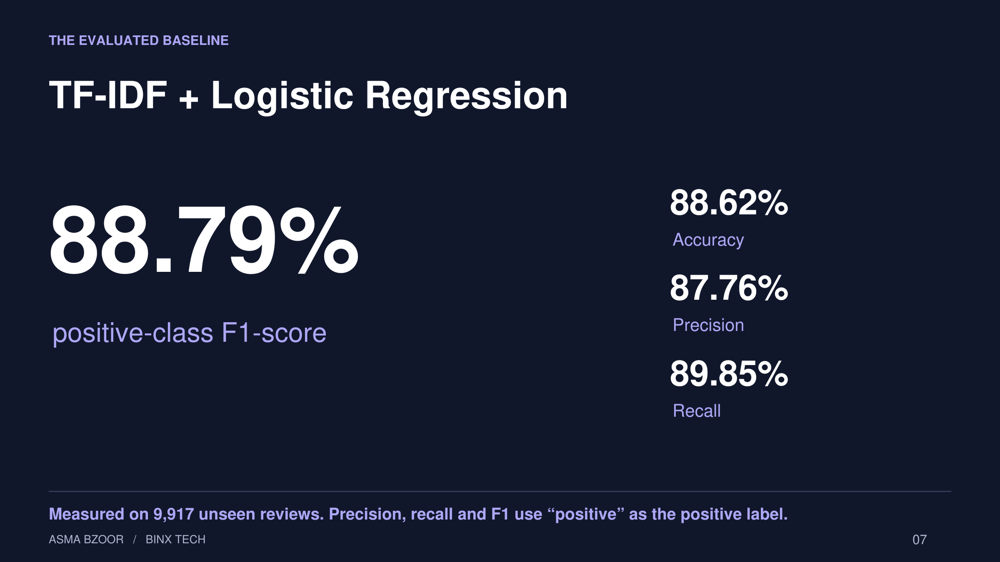 THE EVALUATED BASELINE
TF-IDF + Logistic Regression
88.79%
positive-class F1-score
88.62%
Accuracy
87.76%
Precision
89.85%
Recall
Measured on 9,917 unseen reviews. Precision, recall and F1 use “positive” as the positive label.
ASMA BZOOR / BINX TECH
07